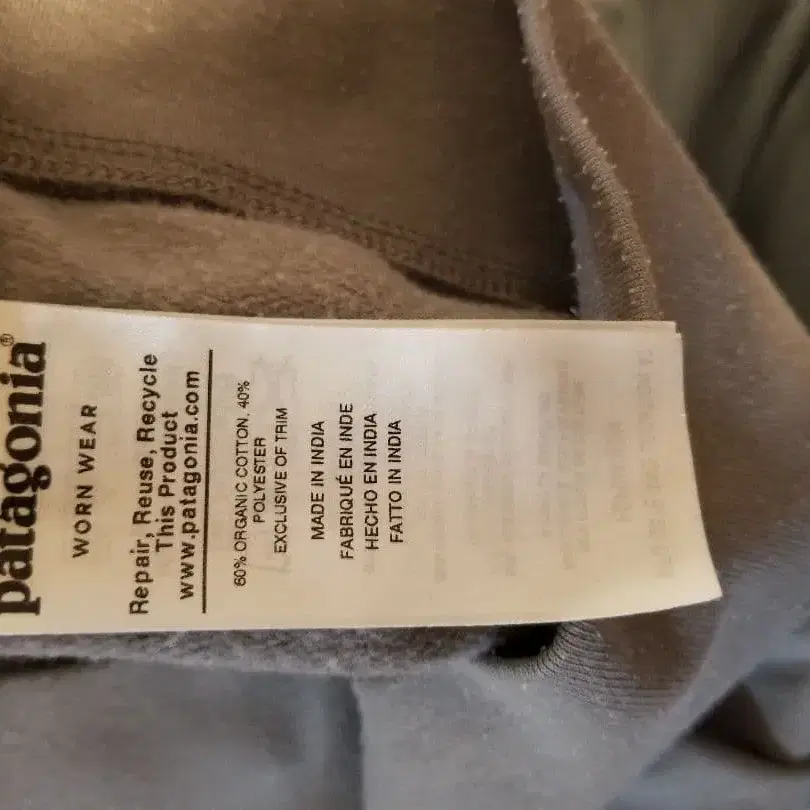 patagonia®
WORN WEAR
Repair, Reuse, Recycle
This Product
www.patagonia.com
60% ORGANIC COTTON, 40%
POLYESTER
EXCLUSIVE OF TRIM
MADE IN INDIA
FABRIQUÉ EN INDE
HECHO EN INDIA
FATTO IN INDIA